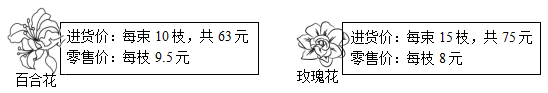 进货价：每束 10 枝，共 63 元
零售价：每枝 9.5 元
百合花
进货价：每束 15 枝，共 75 元
零售价：每枝 8 元
玫瑰花